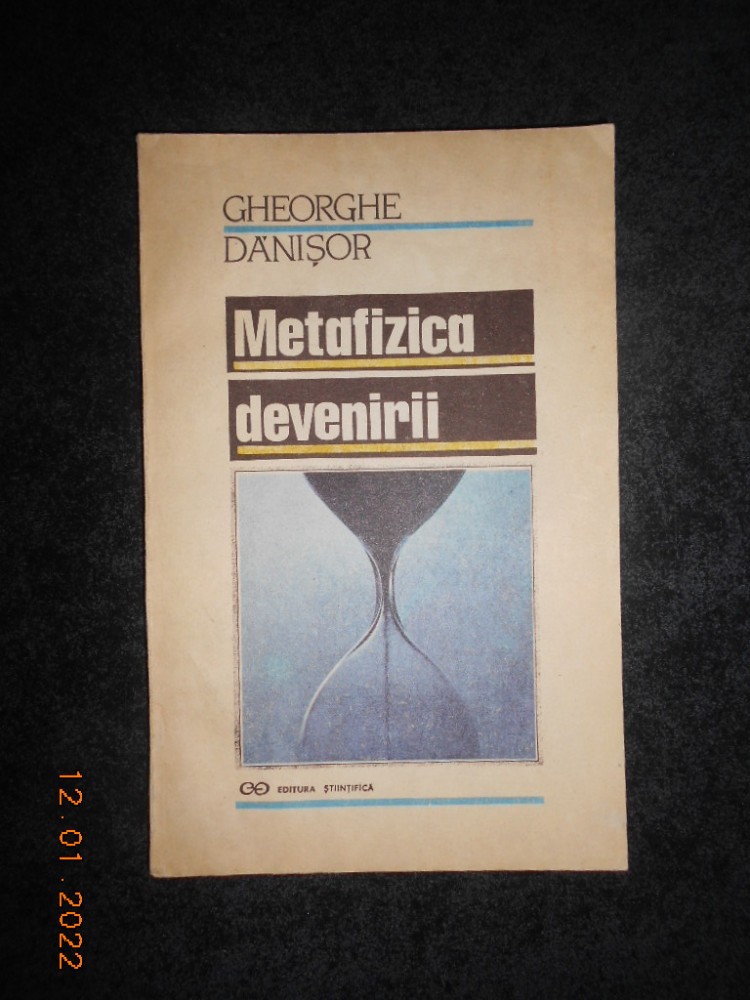 GHEORGHE
DĂNIȘOR
Metafizica
devenirii
EDITURA ȘTIINȚIFICĂ
12.01.2022